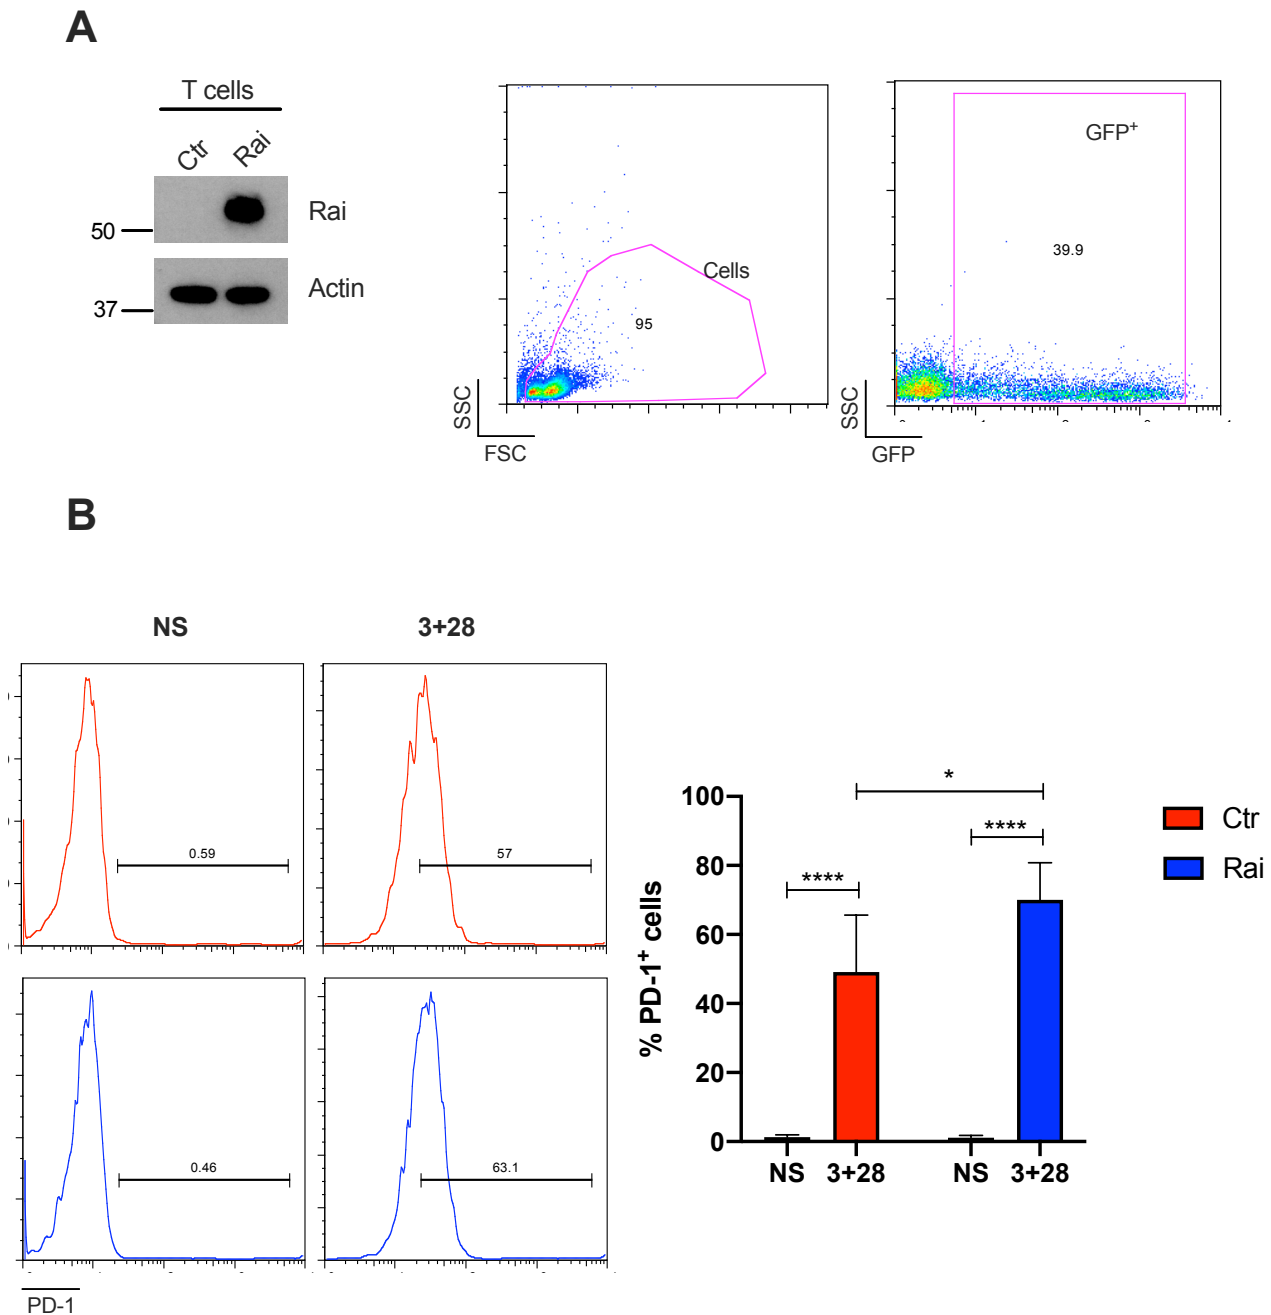 A
T cells
Ctr
Rai
50
Rai
37
Actin
Cells
95
SSC
FSC
GFP⁺
39.9
SSC
GFP
B
NS
3+28
0.59
57
0.46
63.1
PD-1
% PD-1⁺ cells
100
80
60
40
20
0
*
****
****
NS
3+28
NS
3+28
Ctr
Rai